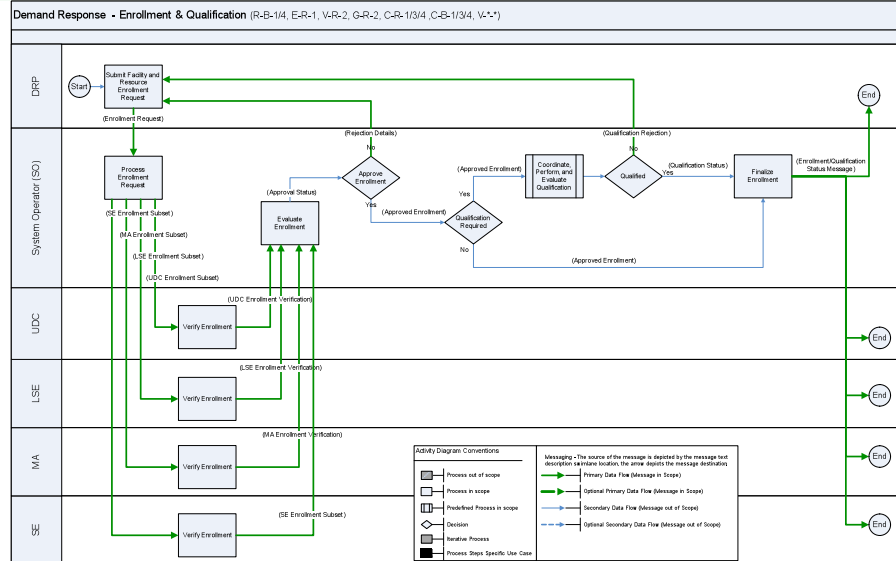 Demand Response - Enrollment & Qualification (R-B-1/4, E-R-1, V-R-2, G-R-2, C-R-1/3/4 ,C-B-1/3/4, V-*-*)
DRP
Start
Submit Facility and
Resource
Enrollment
Request
(Enrollment Request)
End
System Operator (SO)
Process
Enrollment
Request
(SE Enrollment Subset)
(MA Enrollment Subset)
(LSE Enrollment Subset)
(UDC Enrollment Subset)
(Approval Status)
Evaluate
Enrollment
(Rejection Details)
No
Approve
Enrollment
Yes
(Approved Enrollment)
Qualification
Required
Yes
(Approved Enrollment)
No
(Approved Enrollment)
Coordinate,
Perform, and
Evaluate
Qualification
(Qualification Rejection )
No
Qualified
Yes
(Qualification Status)
Finalize
Enrollment
(Enrollment/Qualification
Status Message )
UDC
Verify Enrollment
(UDC Enrollment Verification)
End
LSE
Verify Enrollment
(LSE Enrollment Verification)
End
MA
Verify Enrollment
(MA Enrollment Verification)
End
SE
Verify Enrollment
(SE Enrollment Subset)
End
Activity Diagram Conventions
Process out of scope
Process in scope
Predefined Process in scope
Decision
Iterative Process
Process Steps Specific Use Case
Messaging - The source of the message is depicted by the message text
description swimlane location, the arrow depicts the message destination
Primary Data Flow (Message in Scope)
Optional Primary Data Flow (Message in Scope)
Secondary Data Flow (Message out of Scope)
Optional Secondary Data Flow (Message out of Scope)